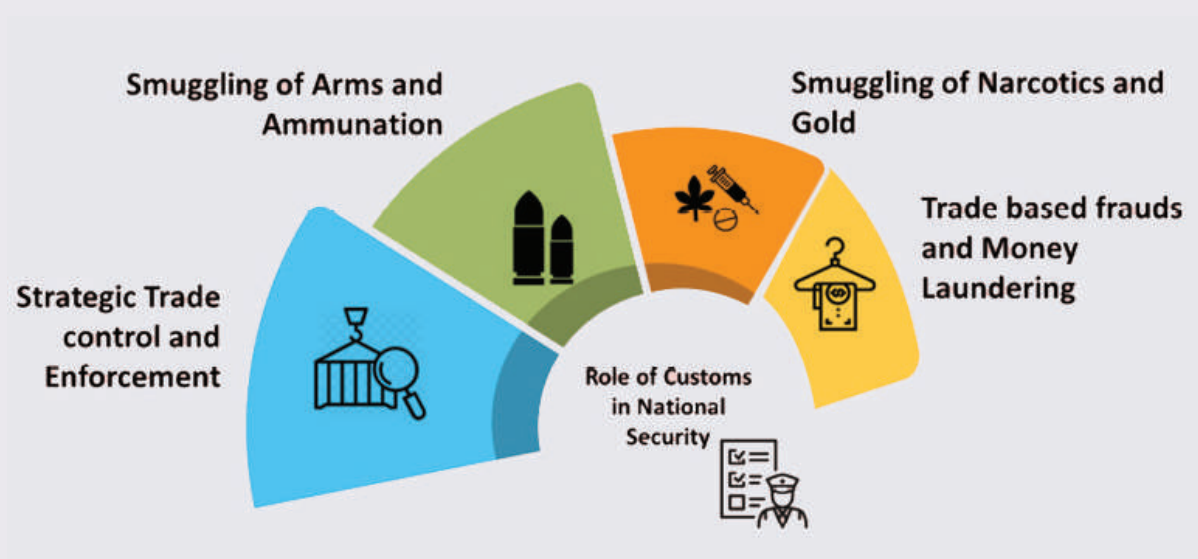 Smuggling of Arms and
Ammunation
Smuggling of Narcotics and
Gold
Trade based frauds
and Money
Laundering
Strategic Trade
control and
Enforcement
Role of Customs
in National
Security